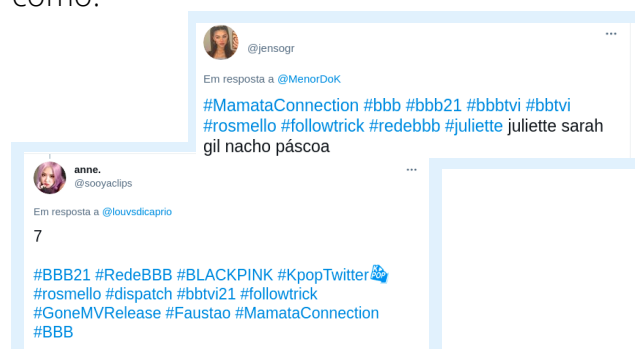 como:
@jensogr
Em resposta a @MenorDoK
#MamataConnection #bbb #bbb21 #bbbtvi #bbtvi
#rosmello #followtrick #redebbb #juliette juliette sarah
gil nacho páscoa
anne.
@sooyaclips
Em resposta a @louvsdicaprio
7
#BBB21 #RedeBBB #BLACKPINK #KpopTwitter
#rosmello #dispatch #bbtvi21 #followtrick
#GoneMVRelease #Faustao #MamataConnection
#BBB